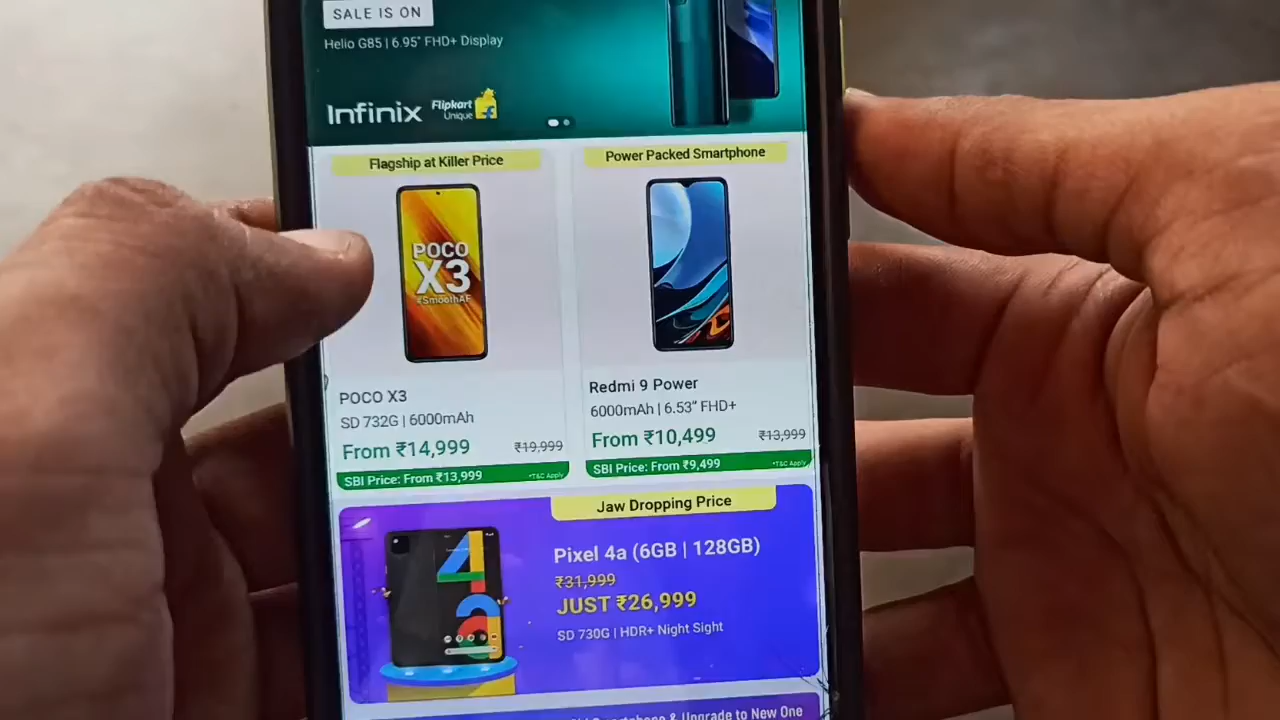 SALE IS ON
Helio G85 | 6.95" FHD+ Display
Infinix
Flipkart
Unique
Flagship at Killer Price
Power Packed Smartphone
POCO
X3
#SmoothAF
POCO X3
SD 732G | 6000mAh
From ₹14,999 ₹19,999
SBI Price: From ₹13,999 *T&C Apply
Redmi 9 Power
6000mAh | 6.53" FHD+
From ₹10,499 ₹13,999
SBI Price: From ₹9,499 *T&C Apply
Jaw Dropping Price
4a
Pixel 4a (6GB | 128GB)
₹31,999
JUST ₹26,999
SD 730G | HDR+ Night Sight
& Upgrade to New One